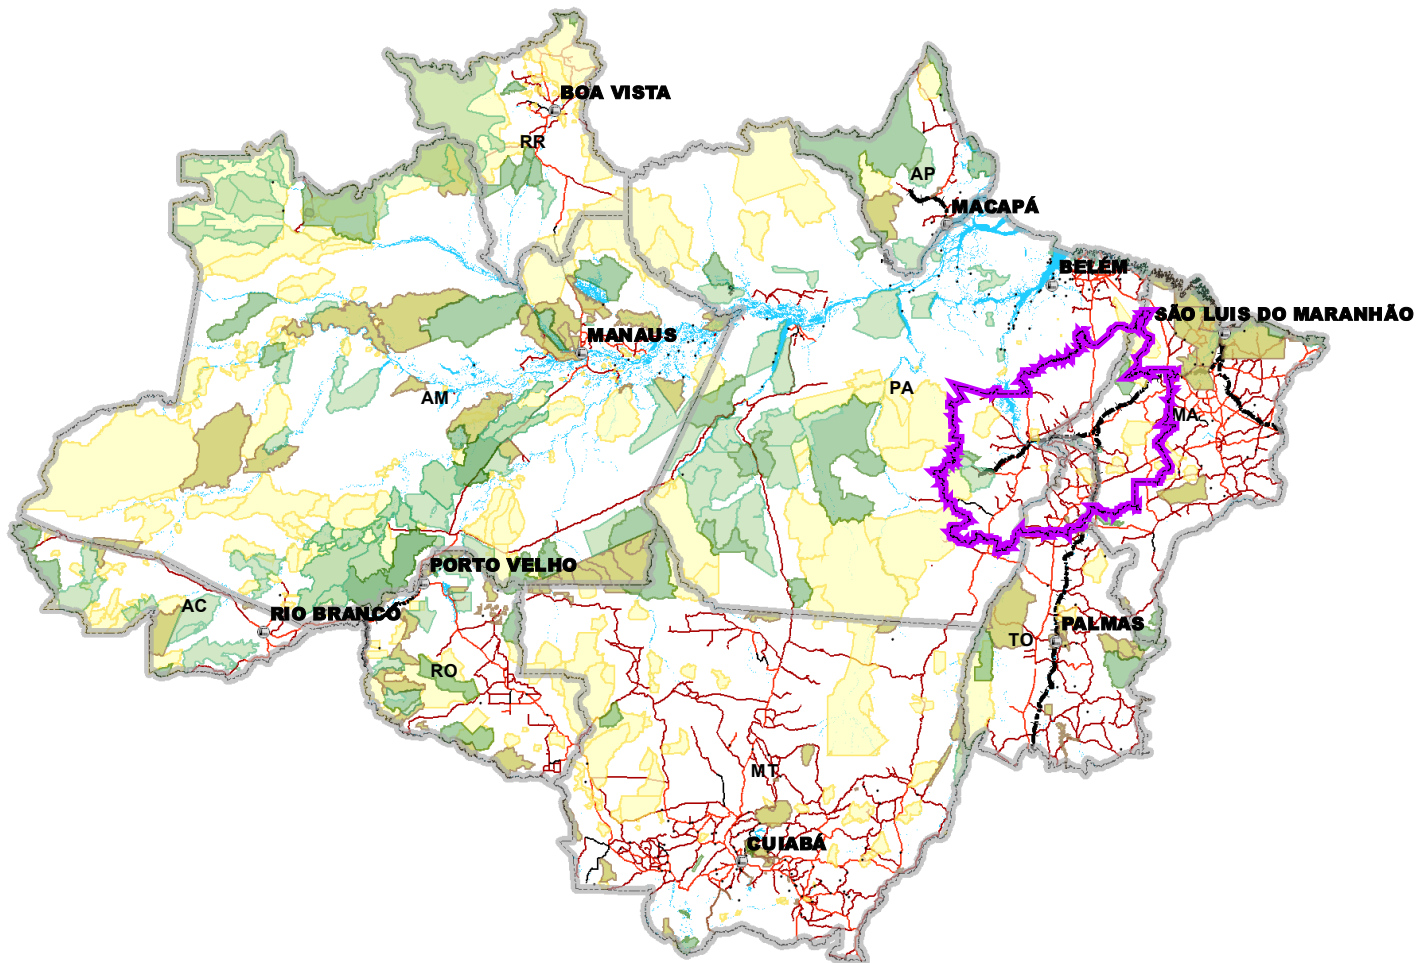 BOA VISTA
RR
AP
MACAPÁ
BELÉM
SÃO LUIS DO MARANHÃO
MANAUS
PA
AM
MA
PORTO VELHO
AC
RIO BRANCO
PALMAS
TO
RO
MT
CUIABÁ